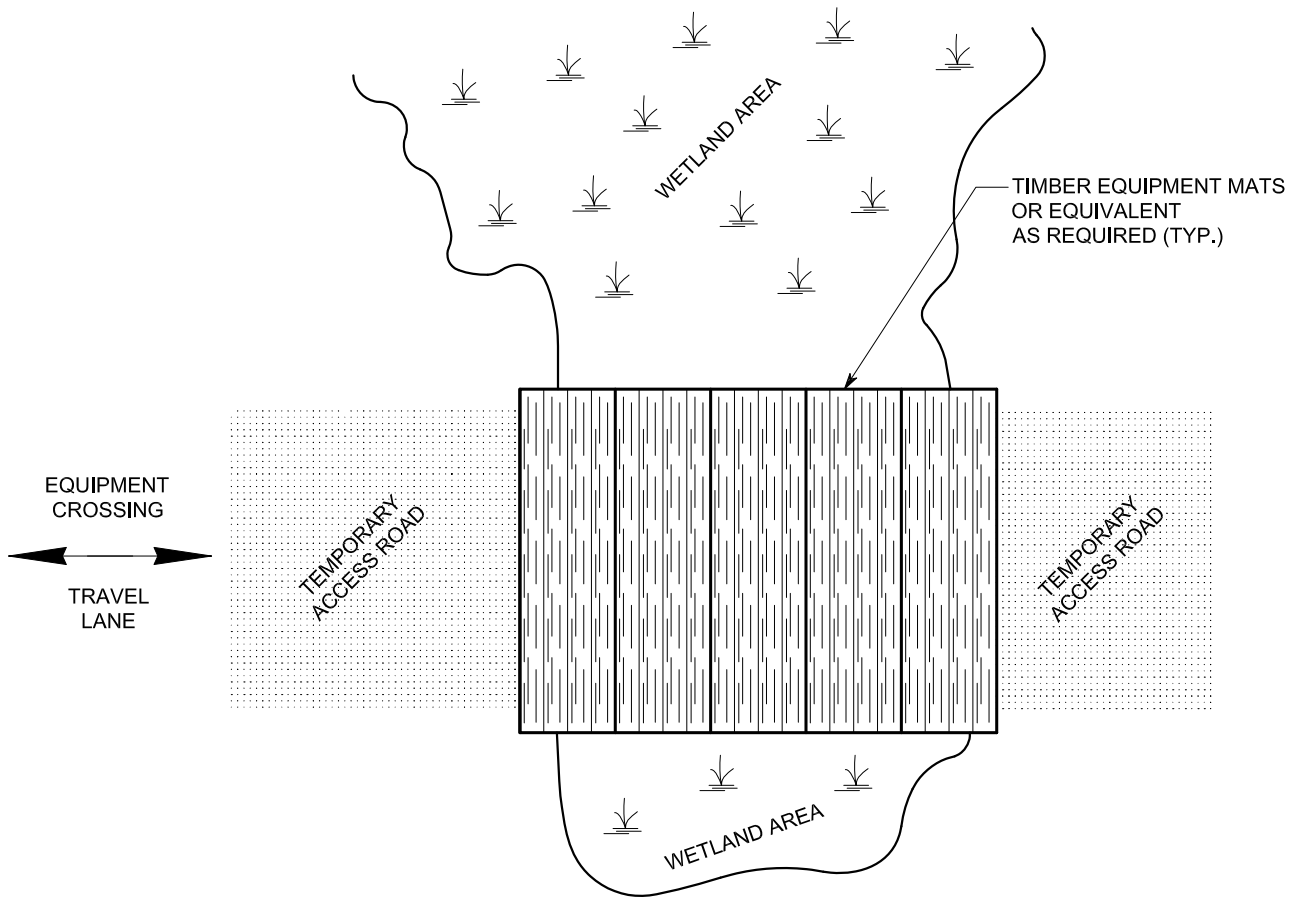 WETLAND AREA
TIMBER EQUIPMENT MATS
OR EQUIVALENT
AS REQUIRED (TYP.)
EQUIPMENT
CROSSING
TRAVEL
LANE
TEMPORARY
ACCESS ROAD
TEMPORARY
ACCESS ROAD
WETLAND AREA